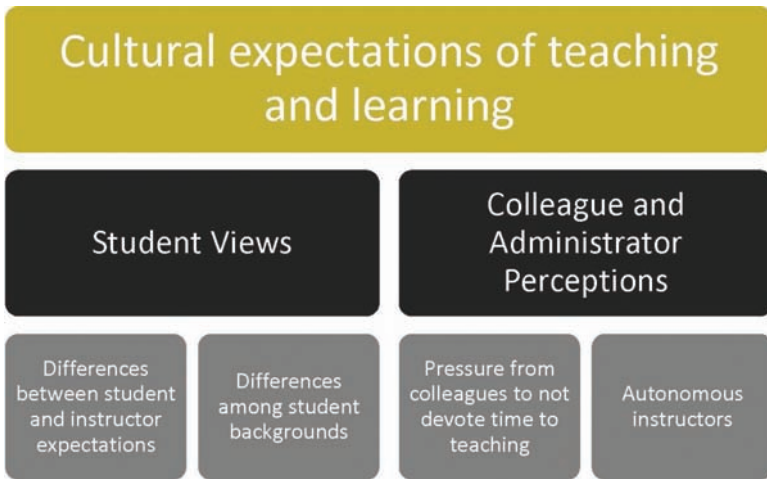 Cultural expectations of teaching
and learning
Student Views
Colleague and
Administrator
Perceptions
Differences
between student
and instructor
expectations
Differences
among student
backgrounds
Pressure from
colleagues to not
devote time to
teaching
Autonomous
instructors